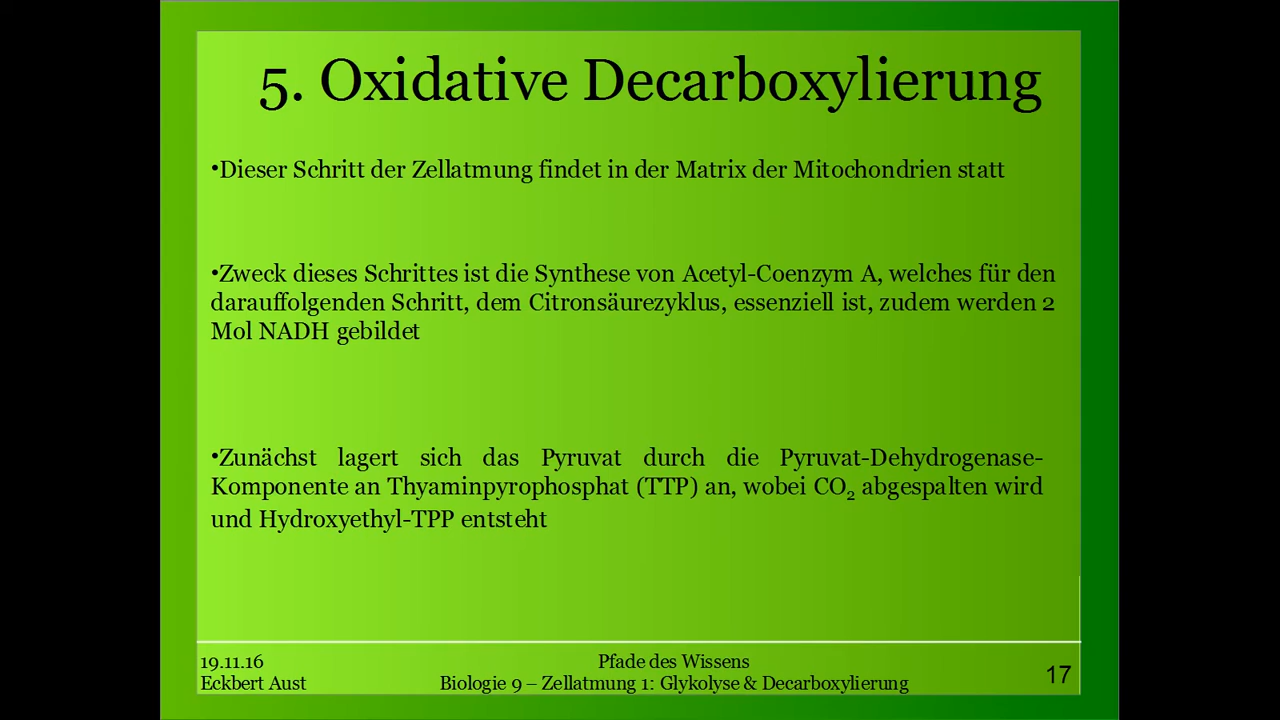 5. Oxidative Decarboxylierung
•Dieser Schritt der Zellatmung findet in der Matrix der Mitochondrien statt
•Zweck dieses Schrittes ist die Synthese von Acetyl-Coenzym A, welches für den
darauffolgenden Schritt, dem Citronsäurezyklus, essenziell ist, zudem werden 2
Mol NADH gebildet
•Zunächst lagert sich das Pyruvat durch die Pyruvat-Dehydrogenase-
Komponente an Thyaminpyrophosphat (TTP) an, wobei CO₂ abgespalten wird
und Hydroxyethyl-TPP entsteht
19.11.16
Eckbert Aust
Pfade des Wissens
Biologie 9 – Zellatmung 1: Glykolyse & Decarboxylierung
17